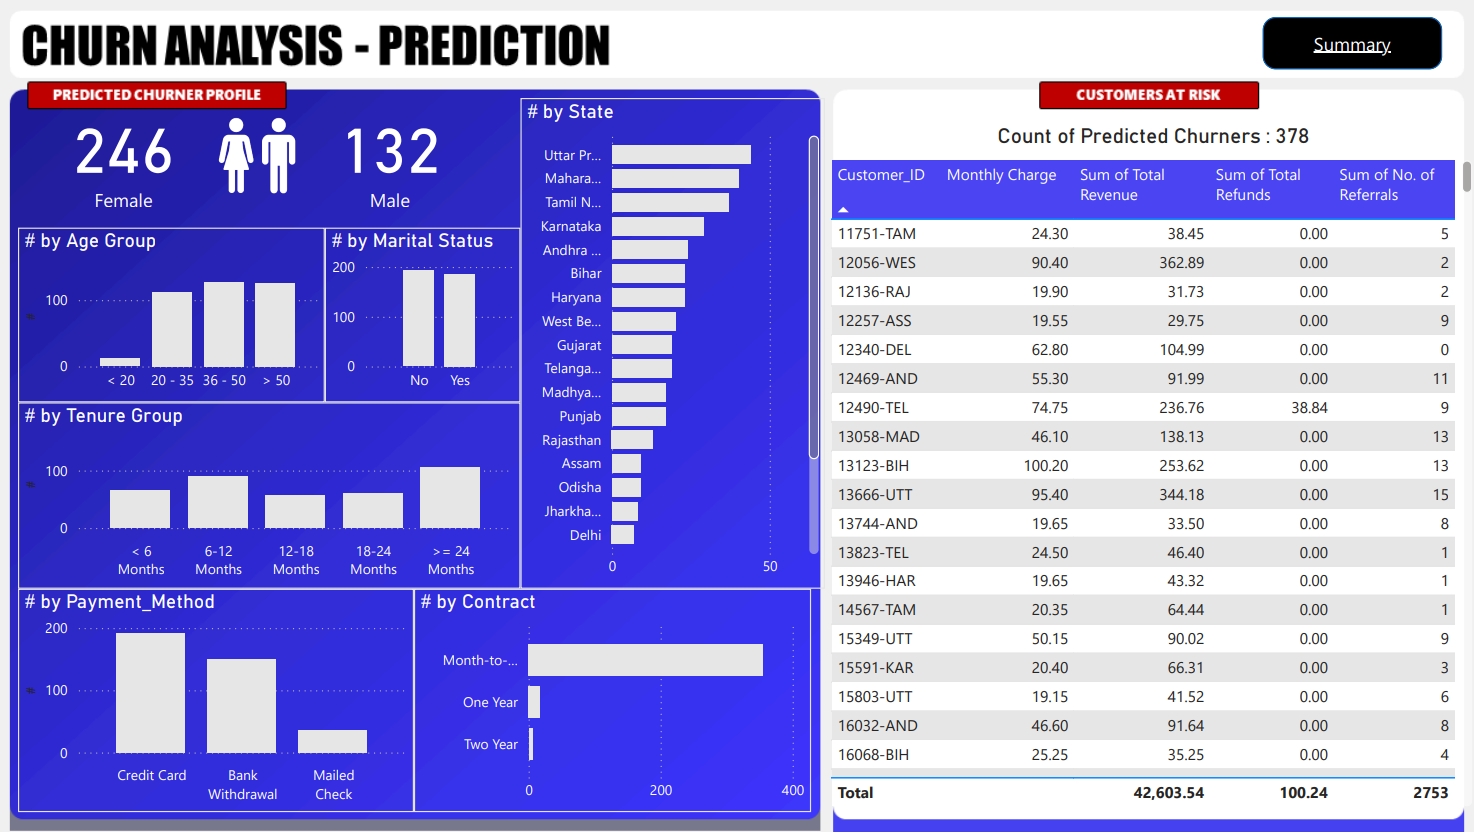 CHURN ANALYSIS - PREDICTION
Summary
PREDICTED CHURNER PROFILE
246
Female
132
Male
# by Age Group
100
0
< 20
20 - 35
36 - 50
> 50
# by Marital Status
200
100
0
No
Yes
# by Tenure Group
100
0
< 6
Months
6-12
Months
12-18
Months
18-24
Months
>= 24
Months
# by Payment_Method
200
100
0
Credit Card
Bank
Withdrawal
Mailed
Check
# by State
Uttar Pr...
Mahara...
Tamil N...
Karnataka
Andhra ...
Bihar
Haryana
West Be...
Gujarat
Telanga...
Madhya...
Punjab
Rajasthan
Assam
Odisha
Jharkha...
Delhi
0
50
# by Contract
Month-to-...
One Year
Two Year
0
200
400
CUSTOMERS AT RISK
Count of Predicted Churners : 378
Customer_ID Monthly Charge Sum of Total Sum of Total Sum of No. of
Revenue Refunds Referrals
11751-TAM 24.30 38.45 0.00 5
12056-WES 90.40 362.89 0.00 2
12136-RAJ 19.90 31.73 0.00 2
12257-ASS 19.55 29.75 0.00 9
12340-DEL 62.80 104.99 0.00 0
12469-AND 55.30 91.99 0.00 11
12490-TEL 74.75 236.76 38.84 9
13058-MAD 46.10 138.13 0.00 13
13123-BIH 100.20 253.62 0.00 13
13666-UTT 95.40 344.18 0.00 15
13744-AND 19.65 33.50 0.00 8
13823-TEL 24.50 46.40 0.00 1
13946-HAR 19.65 43.32 0.00 1
14567-TAM 20.35 64.44 0.00 1
15349-UTT 50.15 90.02 0.00 9
15591-KAR 20.40 66.31 0.00 3
15803-UTT 19.15 41.52 0.00 6
16032-AND 46.60 91.64 0.00 8
16068-BIH 25.25 35.25 0.00 4
Total 42,603.54 100.24 2753